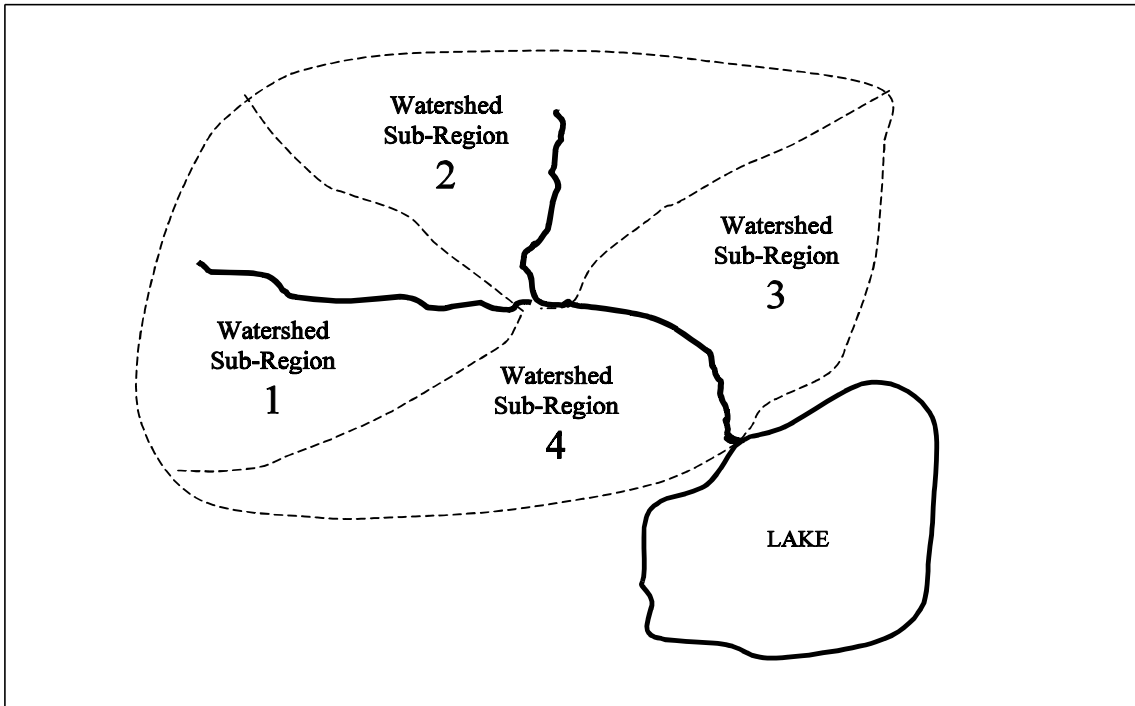 Watershed
Sub-Region
2
Watershed
Sub-Region
3
Watershed
Sub-Region
1
Watershed
Sub-Region
4
LAKE